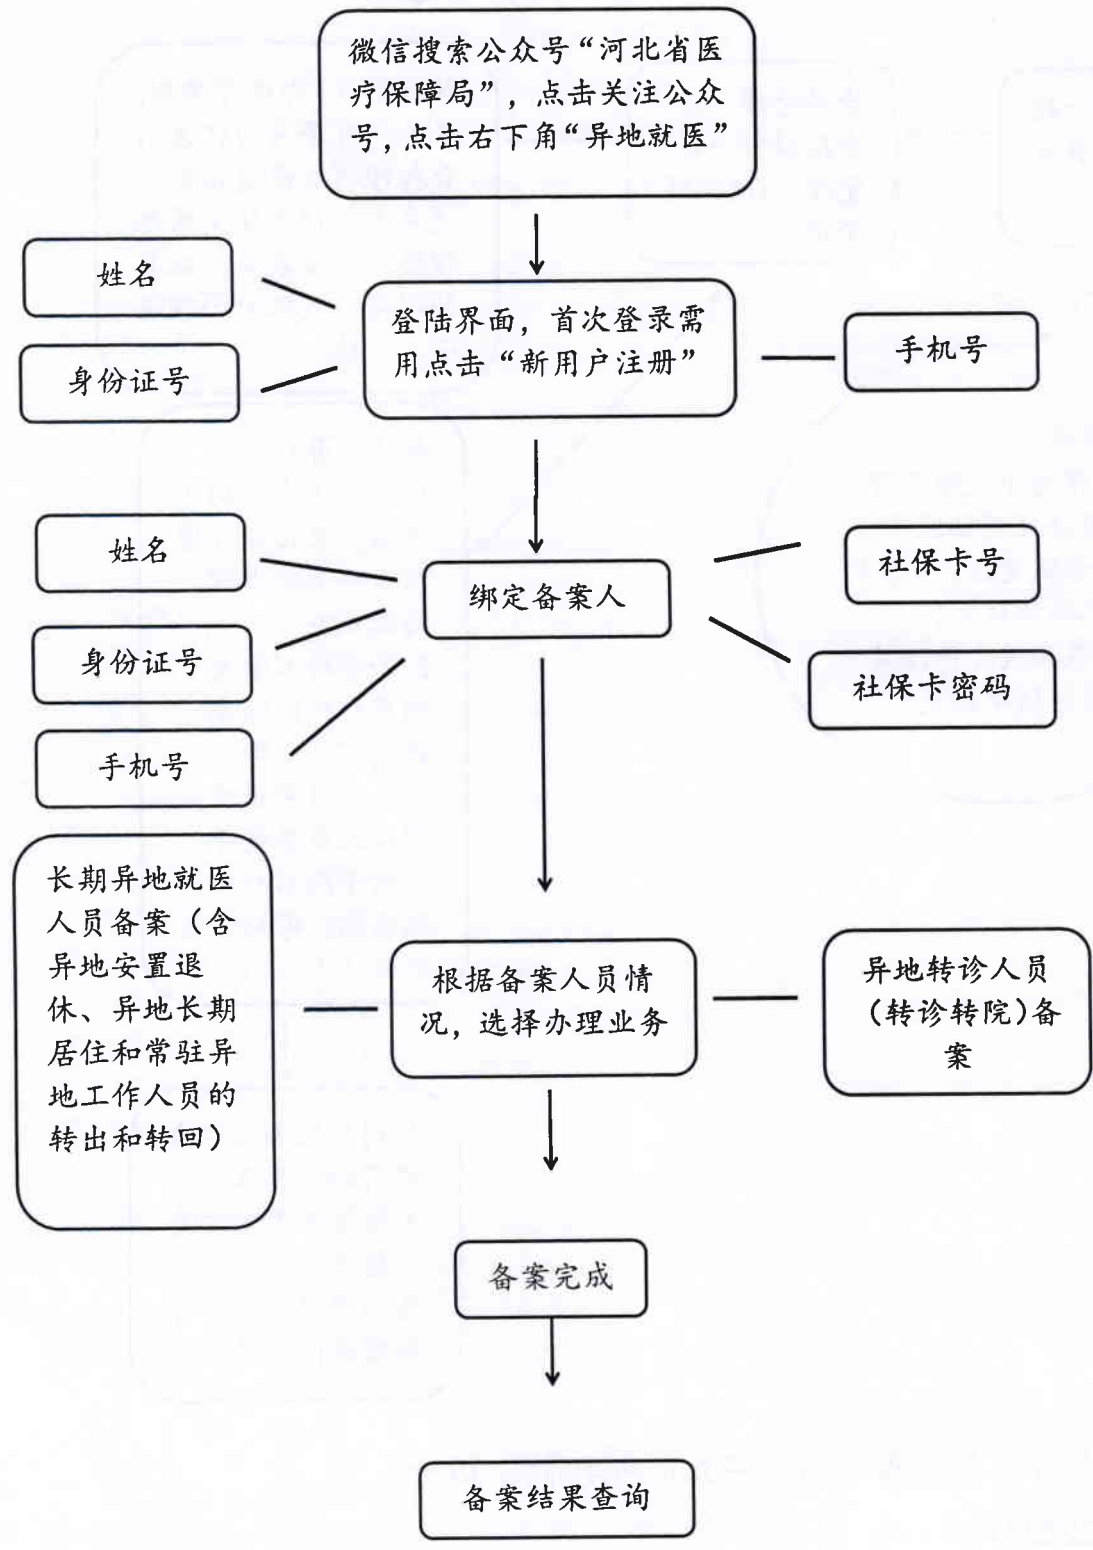 微信搜索公众号“河北省医
疗保障局”，点击关注公众
号，点击右下角“异地就医”
姓名
身份证号
登陆界面，首次登录需
用点击“新用户注册”
手机号
姓名
身份证号
手机号
绑定备案人
社保卡号
社保卡密码
长期异地就医
人员备案（含
异地安置退
休、异地长期
居住和常驻异
地工作人员的
转出和转回）
根据备案人员情
况，选择办理业务
异地转诊人员
（转诊转院）备
案
备案完成
备案结果查询